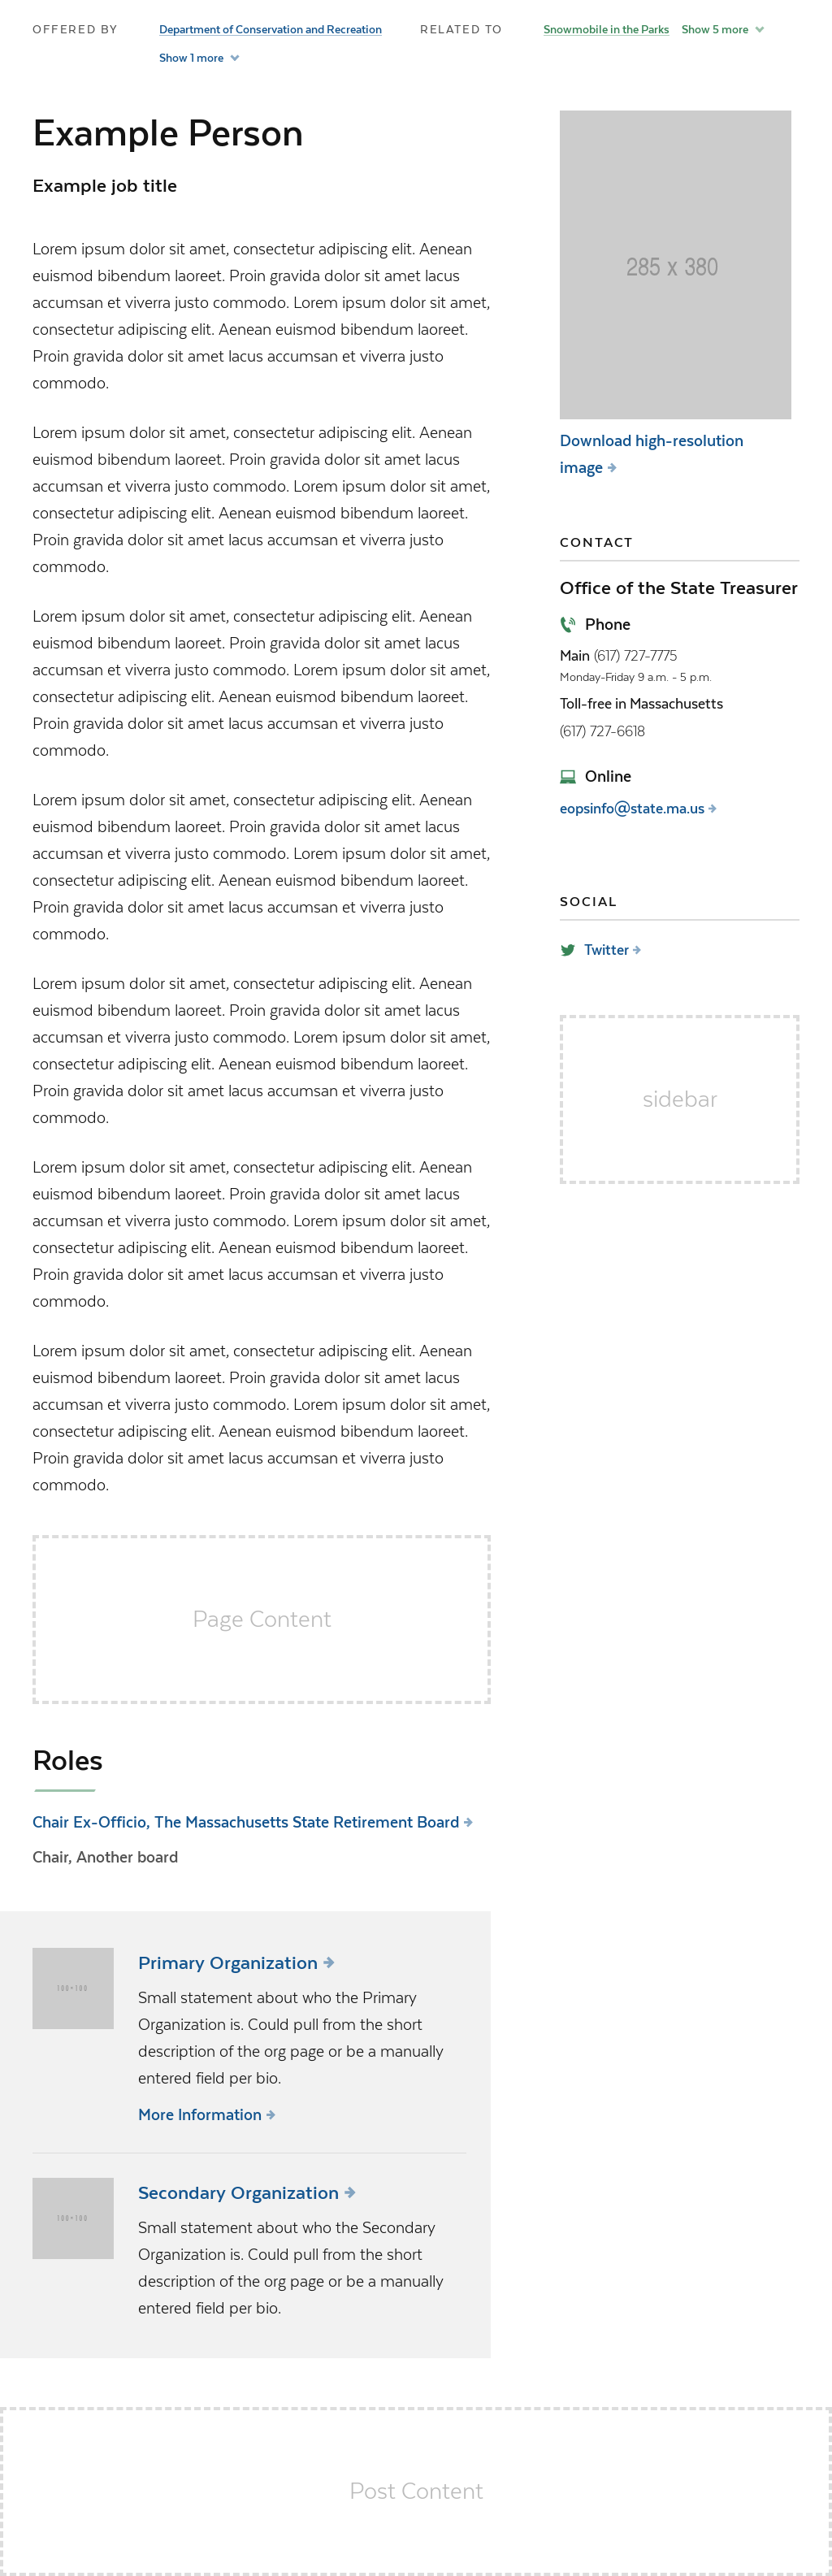 OFFERED BY
Department of Conservation and Recreation
Show 1 more
RELATED TO
Snowmobile in the Parks Show 5 more
Example Person
Example job title
Lorem ipsum dolor sit amet, consectetur adipiscing elit. Aenean
euismod bibendum laoreet. Proin gravida dolor sit amet lacus
accumsan et viverra justo commodo. Lorem ipsum dolor sit amet,
consectetur adipiscing elit. Aenean euismod bibendum laoreet.
Proin gravida dolor sit amet lacus accumsan et viverra justo
commodo.
Lorem ipsum dolor sit amet, consectetur adipiscing elit. Aenean
euismod bibendum laoreet. Proin gravida dolor sit amet lacus
accumsan et viverra justo commodo. Lorem ipsum dolor sit amet,
consectetur adipiscing elit. Aenean euismod bibendum laoreet.
Proin gravida dolor sit amet lacus accumsan et viverra justo
commodo.
Lorem ipsum dolor sit amet, consectetur adipiscing elit. Aenean
euismod bibendum laoreet. Proin gravida dolor sit amet lacus
accumsan et viverra justo commodo. Lorem ipsum dolor sit amet,
consectetur adipiscing elit. Aenean euismod bibendum laoreet.
Proin gravida dolor sit amet lacus accumsan et viverra justo
commodo.
Lorem ipsum dolor sit amet, consectetur adipiscing elit. Aenean
euismod bibendum laoreet. Proin gravida dolor sit amet lacus
accumsan et viverra justo commodo. Lorem ipsum dolor sit amet,
consectetur adipiscing elit. Aenean euismod bibendum laoreet.
Proin gravida dolor sit amet lacus accumsan et viverra justo
commodo.
Lorem ipsum dolor sit amet, consectetur adipiscing elit. Aenean
euismod bibendum laoreet. Proin gravida dolor sit amet lacus
accumsan et viverra justo commodo. Lorem ipsum dolor sit amet,
consectetur adipiscing elit. Aenean euismod bibendum laoreet.
Proin gravida dolor sit amet lacus accumsan et viverra justo
commodo.
Lorem ipsum dolor sit amet, consectetur adipiscing elit. Aenean
euismod bibendum laoreet. Proin gravida dolor sit amet lacus
accumsan et viverra justo commodo. Lorem ipsum dolor sit amet,
consectetur adipiscing elit. Aenean euismod bibendum laoreet.
Proin gravida dolor sit amet lacus accumsan et viverra justo
commodo.
Lorem ipsum dolor sit amet, consectetur adipiscing elit. Aenean
euismod bibendum laoreet. Proin gravida dolor sit amet lacus
accumsan et viverra justo commodo. Lorem ipsum dolor sit amet,
consectetur adipiscing elit. Aenean euismod bibendum laoreet.
Proin gravida dolor sit amet lacus accumsan et viverra justo
commodo.
Page Content
Roles
Chair Ex-Officio, The Massachusetts State Retirement Board
Chair, Another board
100×100
Primary Organization
Small statement about who the Primary
Organization is. Could pull from the short
description of the org page or be a manually
entered field per bio.
More Information
100×100
Secondary Organization
Small statement about who the Secondary
Organization is. Could pull from the short
description of the org page or be a manually
entered field per bio.
285 x 380
Download high-resolution
image
CONTACT
Office of the State Treasurer
Phone
Main (617) 727-7775
Monday-Friday 9 a.m. - 5 p.m.
Toll-free in Massachusetts
(617) 727-6618
Online
eopsinfo@state.ma.us
SOCIAL
Twitter
sidebar
Post Content